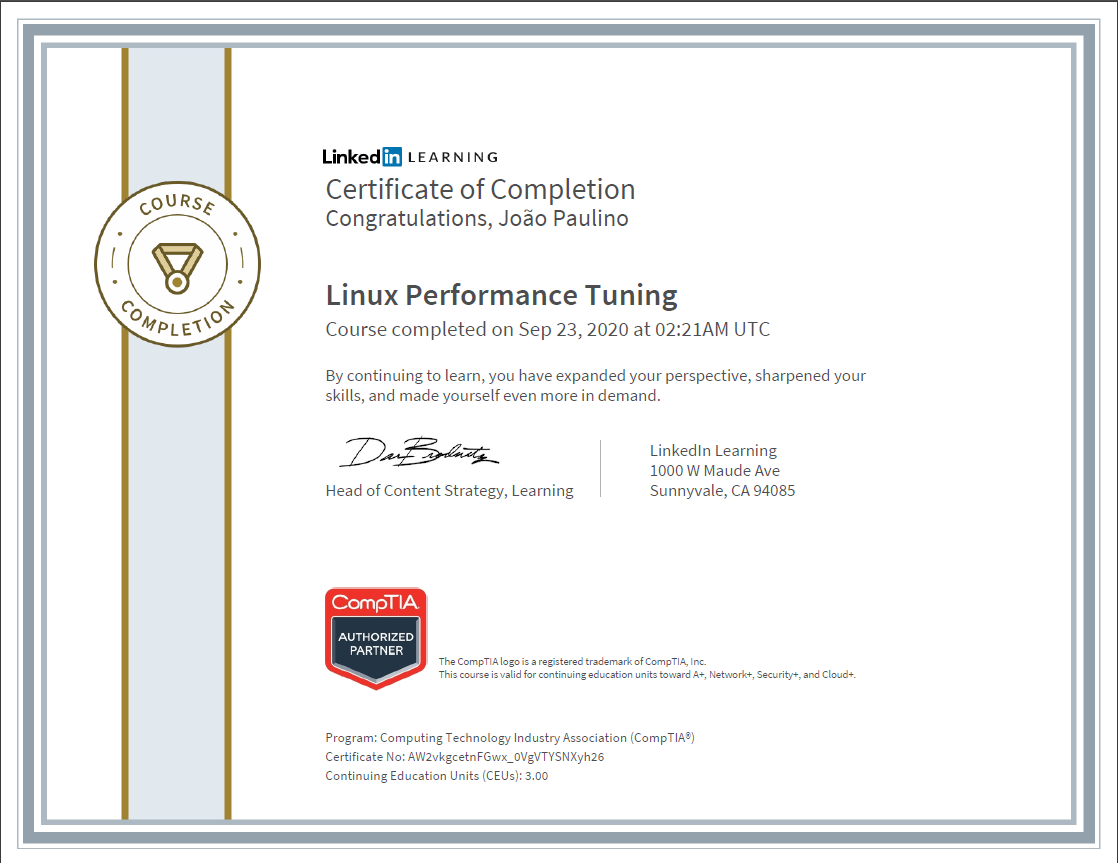 LinkedIn LEARNING
Certificate of Completion
Congratulations, João Paulino
COURSE
COMPLETION
Linux Performance Tuning
Course completed on Sep 23, 2020 at 02:21AM UTC
By continuing to learn, you have expanded your perspective, sharpened your
skills, and made yourself even more in demand.
Head of Content Strategy, Learning
LinkedIn Learning
1000 W Maude Ave
Sunnyvale, CA 94085
CompTIA.
AUTHORIZED
PARTNER
The CompTIA logo is a registered trademark of CompTIA, Inc.
This course is valid for continuing education units toward A+, Network+, Security+, and Cloud+.
Program: Computing Technology Industry Association (CompTIA®)
Certificate No: AW2vkgcetnFGwx_0VgVTYSNXyh26
Continuing Education Units (CEUs): 3.00